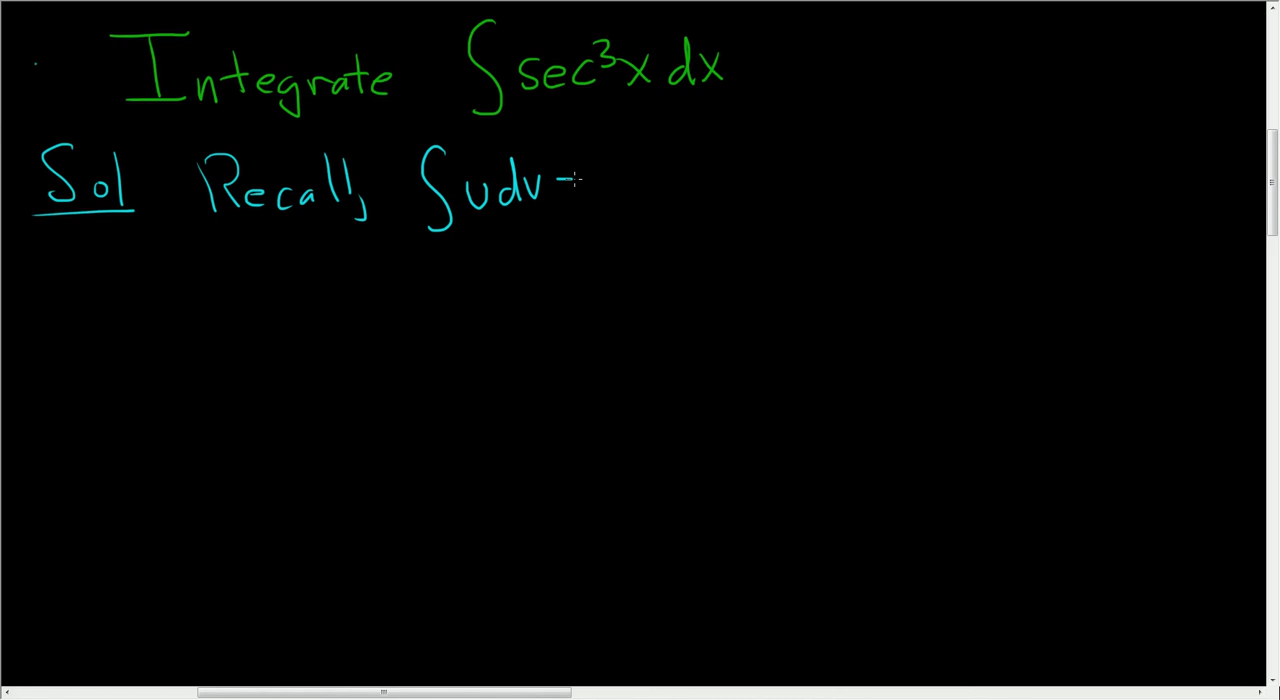 Integrate ∫sec³x dx
Sol Recall, ∫udv -